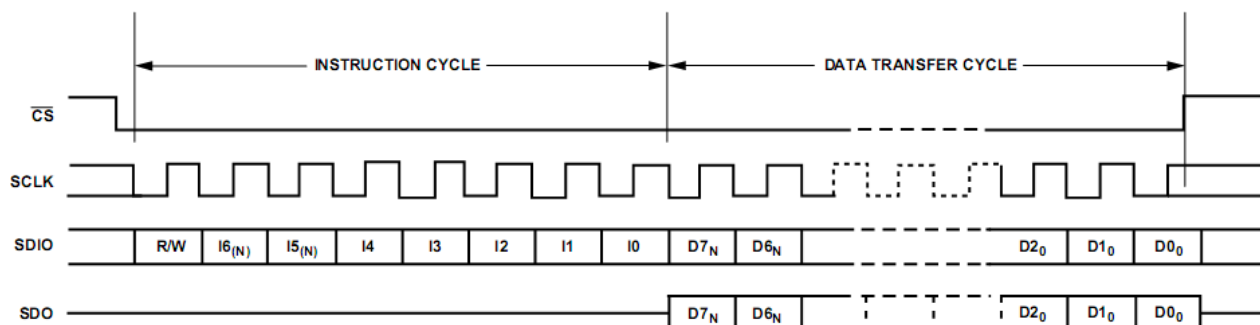 INSTRUCTION CYCLE DATA TRANSFER CYCLE
CS
SCLK
SDIO R/W I6(N) I5(N) I4 I3 I2 I1 I0 D7N D6N D20 D10 D00
SDO D7N D6N D20 D10 D00